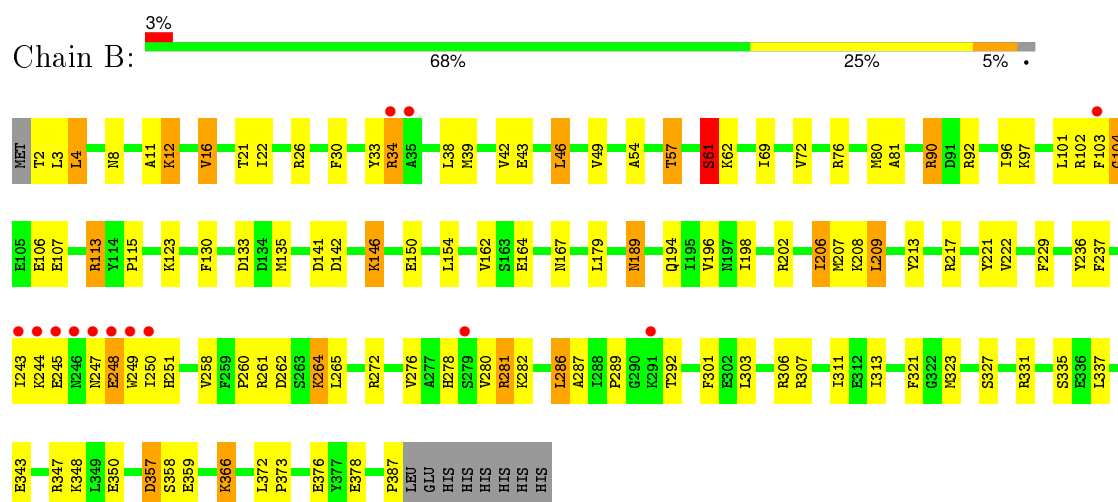 3%
Chain B:
68% 25% 5% •
MET T2 L3 L4 N8 A11 K12 V16 T21 I22 R26 F30 Y33 R34 A35 L38 M39 V42 E43 L46 V49 A54 T57 S61 K62 I69 V72 R76 M80 A81 R90 D91 R92 I96 K97 L101 R102 F103 G104
E105 E106 E107 R113 Y114 P115 K123 F130 D133 D134 M135 D141 D142 K146 E150 L154 V162 S163 E164 N167 L179 N189 Q194 I195 V196 N197 I198 R202 I206 M207 K208 L209 Y213 R217 Y221 V222 F229 Y236 F237
I243 K244 E245 N246 N247 E248 W249 I250 H251 V258 F259 P260 R261 D262 S263 K264 L265 R272 V276 A277 H278 S279 V280 R281 K282 L286 A287 I288 P289 G290 K291 T292 F301 E302 L303 R306 R307 I311 E312 I313 F321 G322 M323 S327 R331 S335 E336 L337
E343 R347 K348 L349 E350 D357 S358 E359 K366 L372 P373 E376 Y377 E378 P387 LEU GLU HIS HIS HIS HIS HIS HIS